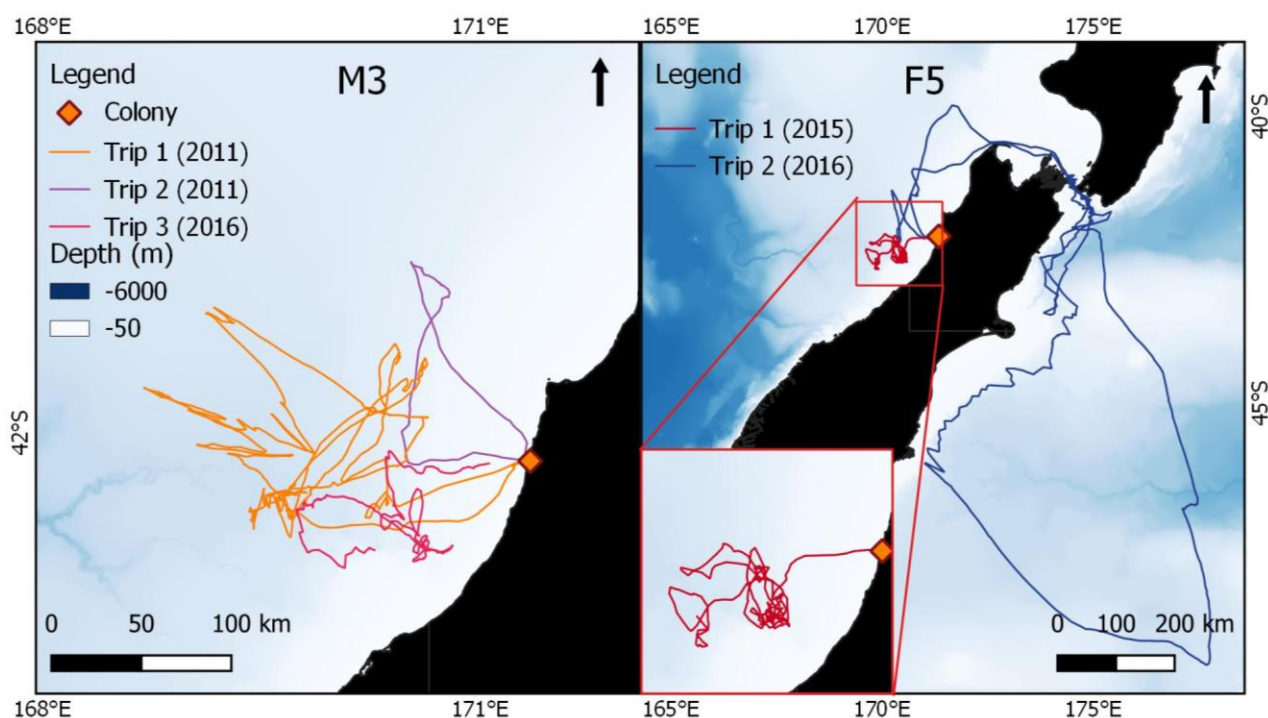 168°E 171°E 165°E 170°E 175°E
Legend
M3
Colony
Trip 1 (2011)
Trip 2 (2011)
Trip 3 (2016)
Depth (m)
-6000
-50
42°S
0 50 100 km
Legend
F5
Trip 1 (2015)
Trip 2 (2016)
40°S
45°S
0 100 200 km
168°E 171°E 165°E 170°E 175°E